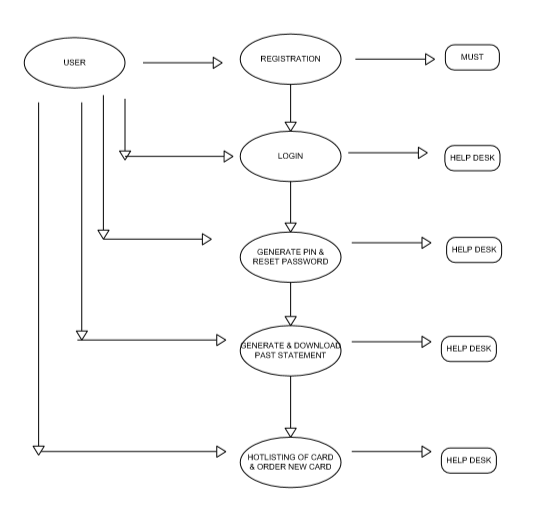 USER
REGISTRATION
MUST
LOGIN
HELP DESK
GENERATE PIN &
RESET PASSWORD
HELP DESK
GENERATE & DOWNLOAD
PAST STATEMENT
HELP DESK
HOTLISTING OF CARD
& ORDER NEW CARD
HELP DESK